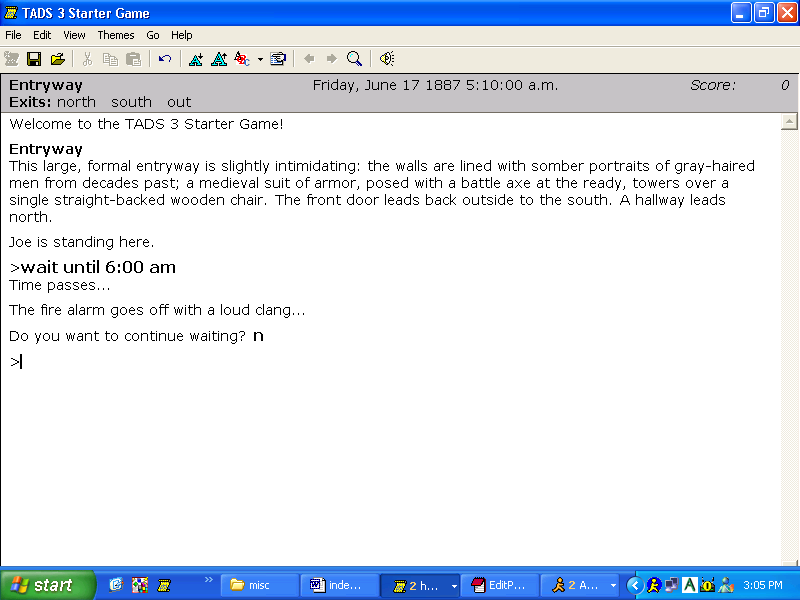 TADS 3 Starter Game
File Edit View Themes Go Help
Entryway Friday, June 17 1887 5:10:00 a.m. Score: 0
Exits: north south out
Welcome to the TADS 3 Starter Game!
Entryway
This large, formal entryway is slightly intimidating: the walls are lined with somber portraits of gray-haired
men from decades past; a medieval suit of armor, posed with a battle axe at the ready, towers over a
single straight-backed wooden chair. The front door leads back outside to the south. A hallway leads
north.
Joe is standing here.
>wait until 6:00 am
Time passes...
The fire alarm goes off with a loud clang...
Do you want to continue waiting? n
>
start misc inde... 2 h... EditP... 2 A... 3:05 PM